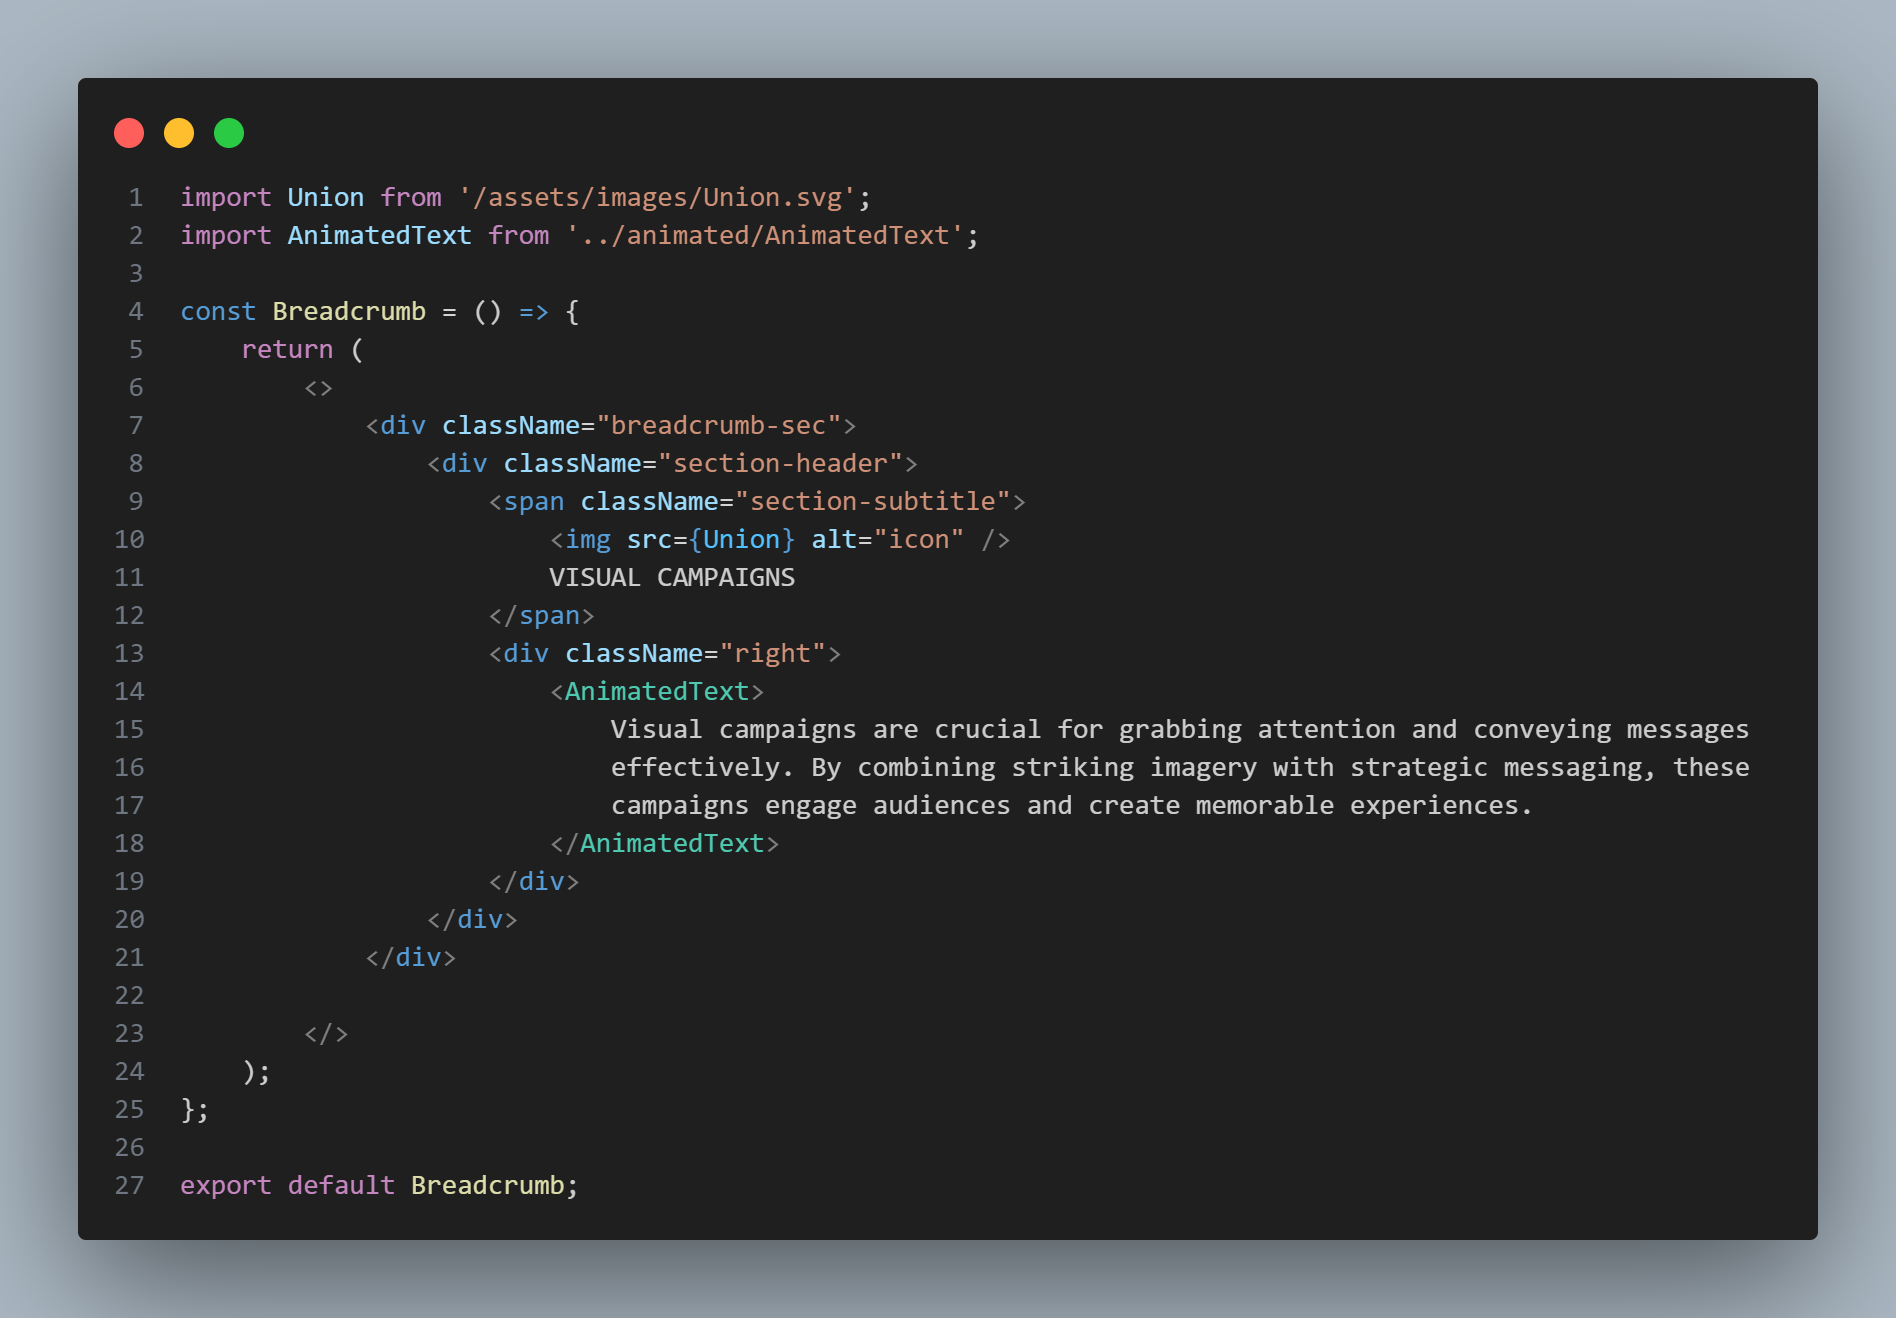 1 import Union from '/assets/images/Union.svg';
2 import AnimatedText from '../animated/AnimatedText';
3
4 const Breadcrumb = () => {
5     return (
6         <>
7             <div className="breadcrumb-sec">
8                 <div className="section-header">
9                     <span className="section-subtitle">
10                         <img src={Union} alt="icon" />
11                         VISUAL CAMPAIGNS
12                     </span>
13                     <div className="right">
14                         <AnimatedText>
15                             Visual campaigns are crucial for grabbing attention and conveying messages
16                             effectively. By combining striking imagery with strategic messaging, these
17                             campaigns engage audiences and create memorable experiences.
18                         </AnimatedText>
19                     </div>
20                 </div>
21             </div>
22
23         </>
24     );
25 };
26
27 export default Breadcrumb;